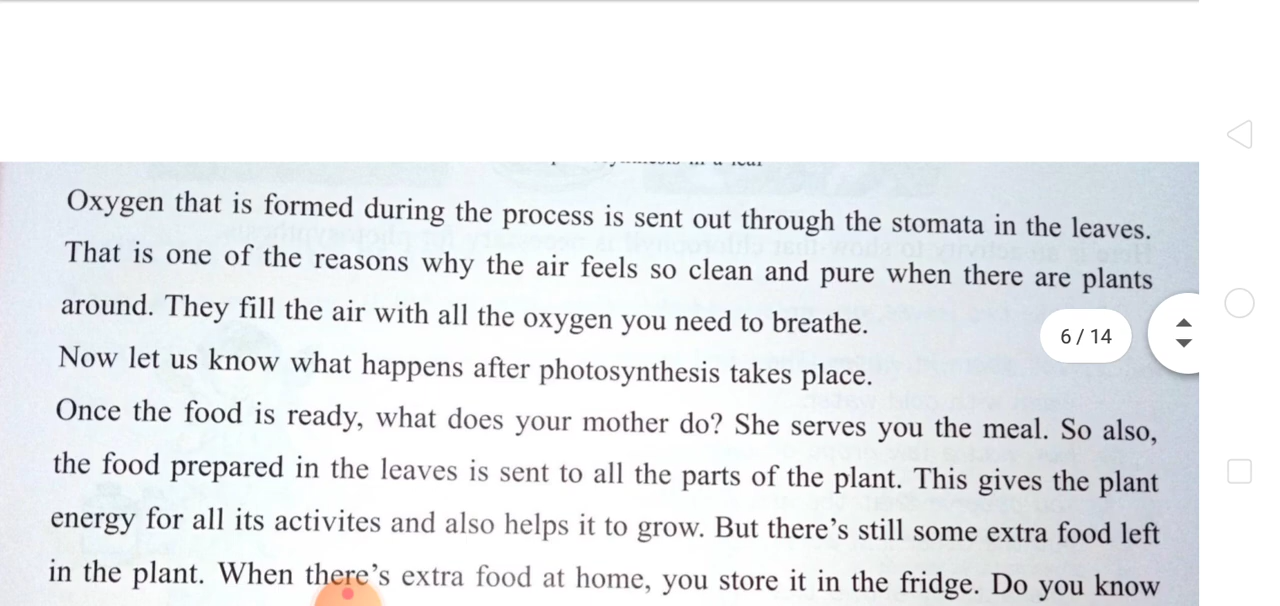 Oxygen that is formed during the process is sent out through the stomata in the leaves.
That is one of the reasons why the air feels so clean and pure when there are plants
around. They fill the air with all the oxygen you need to breathe.
6 / 14
Now let us know what happens after photosynthesis takes place.
Once the food is ready, what does your mother do? She serves you the meal. So also,
the food prepared in the leaves is sent to all the parts of the plant. This gives the plant
energy for all its activites and also helps it to grow. But there’s still some extra food left
in the plant. When there’s extra food at home, you store it in the fridge. Do you know